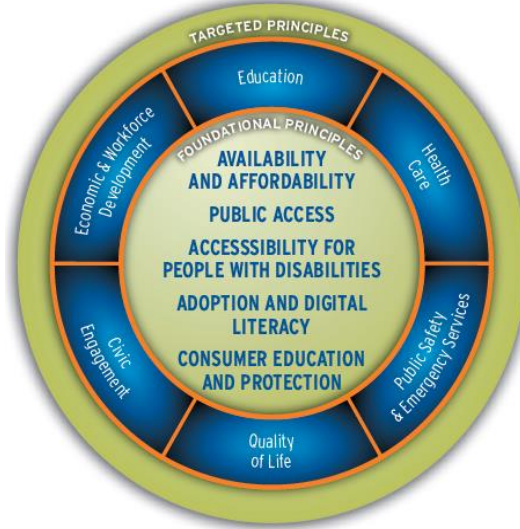 TARGETED PRINCIPLES
Education
Health
Care
Public Safety
& Emergency Services
Quality
of Life
Civic
Engagement
Economic & Workforce
Development
FOUNDATIONAL PRINCIPLES
AVAILABILITY
AND AFFORDABILITY
PUBLIC ACCESS
ACCESSSIBILITY FOR
PEOPLE WITH DISABILITIES
ADOPTION AND DIGITAL
LITERACY
CONSUMER EDUCATION
AND PROTECTION